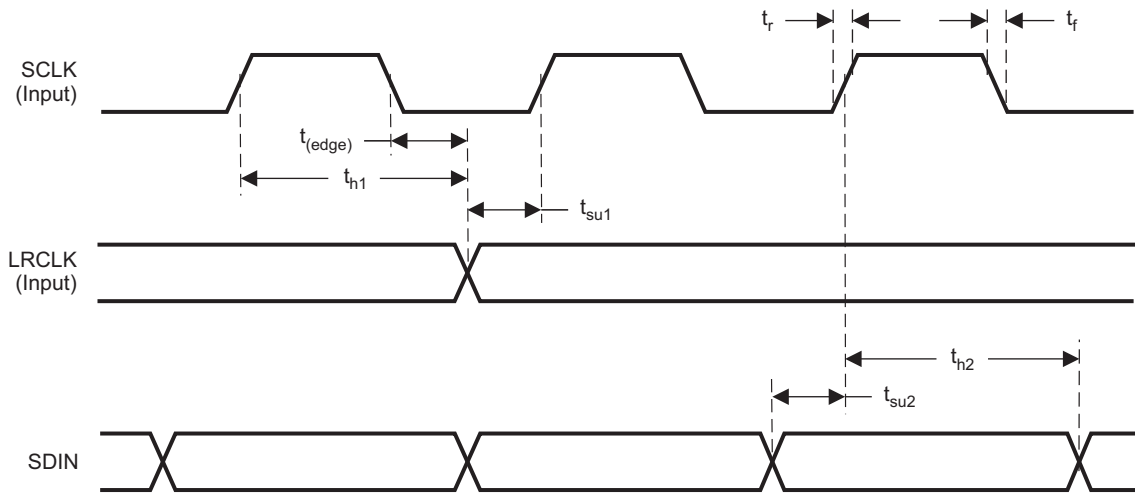 t_r
t_f
SCLK
(Input)
t_(edge)
t_h1
t_su1
LRCLK
(Input)
t_h2
t_su2
SDIN